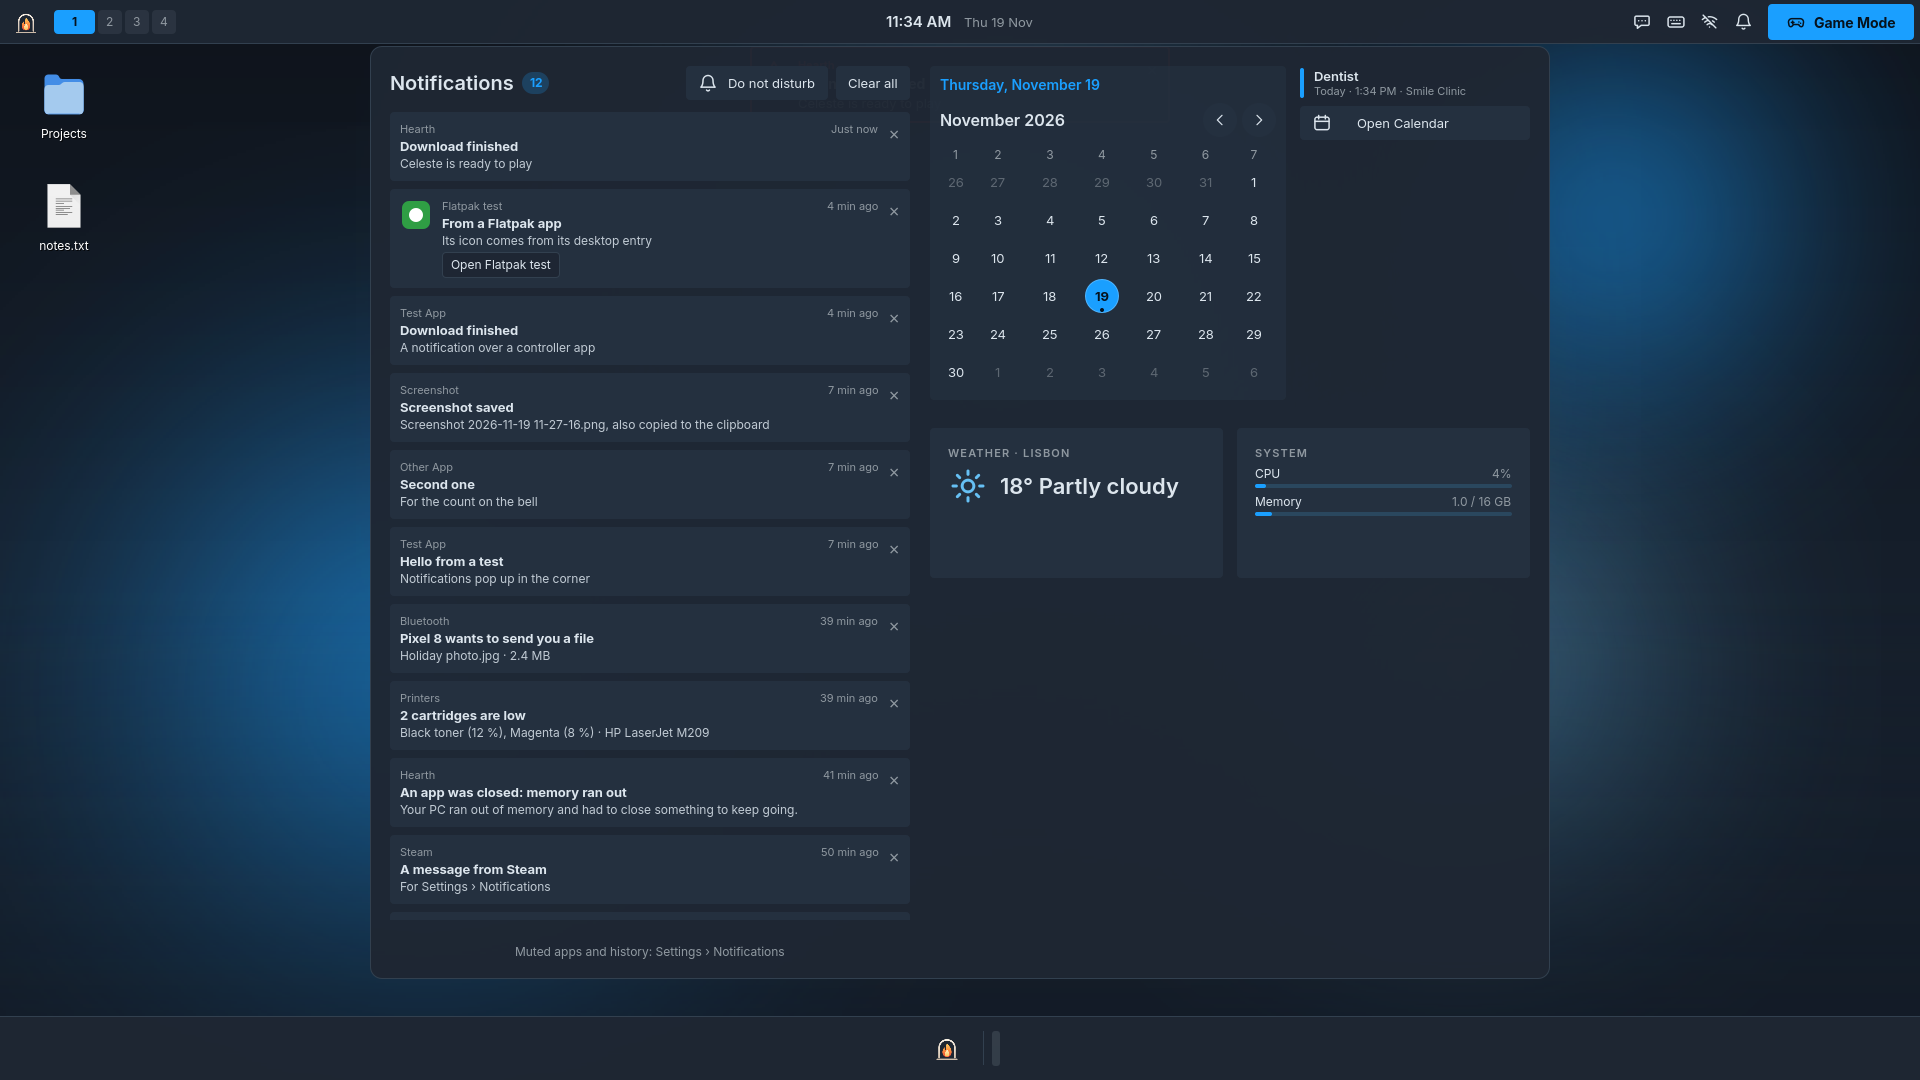 1 2 3 4
11:34 AM Thu 19 Nov
Game Mode
Projects
notes.txt
Notifications 12
Do not disturb
Clear all
Hearth
Just now
Download finished
Celeste is ready to play
Flatpak test
4 min ago
From a Flatpak app
Its icon comes from its desktop entry
Open Flatpak test
Test App
4 min ago
Download finished
A notification over a controller app
Screenshot
7 min ago
Screenshot saved
Screenshot 2026-11-19 11-27-16.png, also copied to the clipboard
Other App
7 min ago
Second one
For the count on the bell
Test App
7 min ago
Hello from a test
Notifications pop up in the corner
Bluetooth
39 min ago
Pixel 8 wants to send you a file
Holiday photo.jpg · 2.4 MB
Printers
39 min ago
2 cartridges are low
Black toner (12 %), Magenta (8 %) · HP LaserJet M209
Hearth
41 min ago
An app was closed: memory ran out
Your PC ran out of memory and had to close something to keep going.
Steam
50 min ago
A message from Steam
For Settings › Notifications
Muted apps and history: Settings › Notifications
Thursday, November 19
November 2026
1 2 3 4 5 6 7
26 27 28 29 30 31 1
2 3 4 5 6 7 8
9 10 11 12 13 14 15
16 17 18 19 20 21 22
23 24 25 26 27 28 29
30 1 2 3 4 5 6
Dentist
Today · 1:34 PM · Smile Clinic
Open Calendar
WEATHER · LISBON
18° Partly cloudy
SYSTEM
CPU 4%
Memory 1.0 / 16 GB